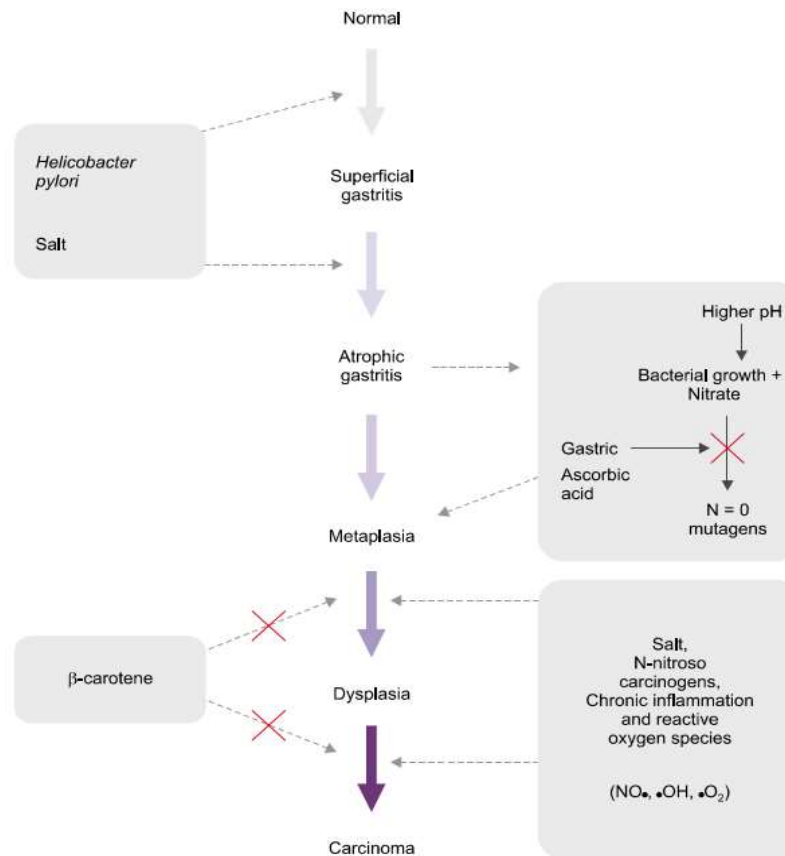 Normal
Helicobacter
pylori
Salt
Superficial
gastritis
Atrophic
gastritis
Higher pH
Bacterial growth +
Nitrate
Gastric
Ascorbic
acid
N = 0
mutagens
Metaplasia
β-carotene
Dysplasia
Salt,
N-nitroso
carcinogens,
Chronic inflammation
and reactive
oxygen species
(NO•, •OH, •O₂)
Carcinoma